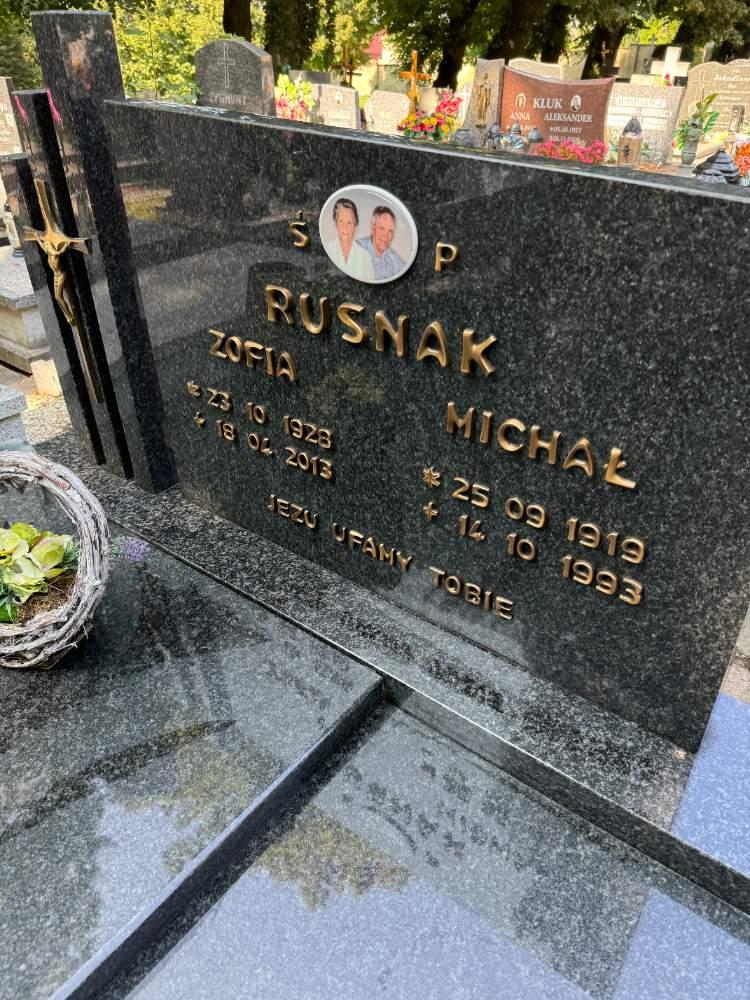 ZYGMUNT
KLUK
ANNA ALEKSANDER
Ś P
RUSNAK
ZOFIA
* 23 10 1928
+ 18 04 2013
MICHAŁ
* 25 09 1919
+ 14 10 1993
JEZU UFAMY TOBIE